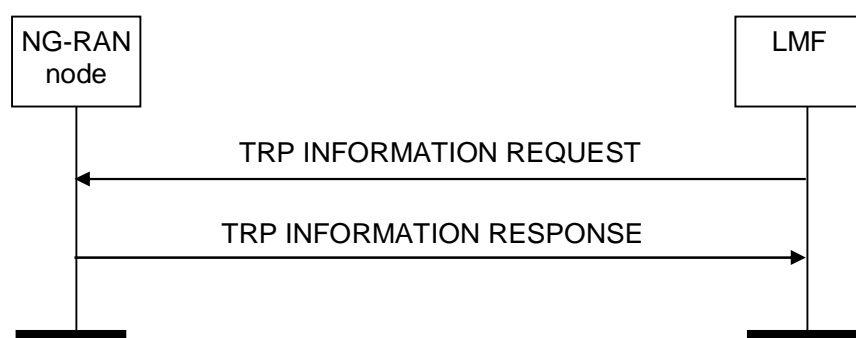 NG-RAN
node
LMF
TRP INFORMATION REQUEST
TRP INFORMATION RESPONSE